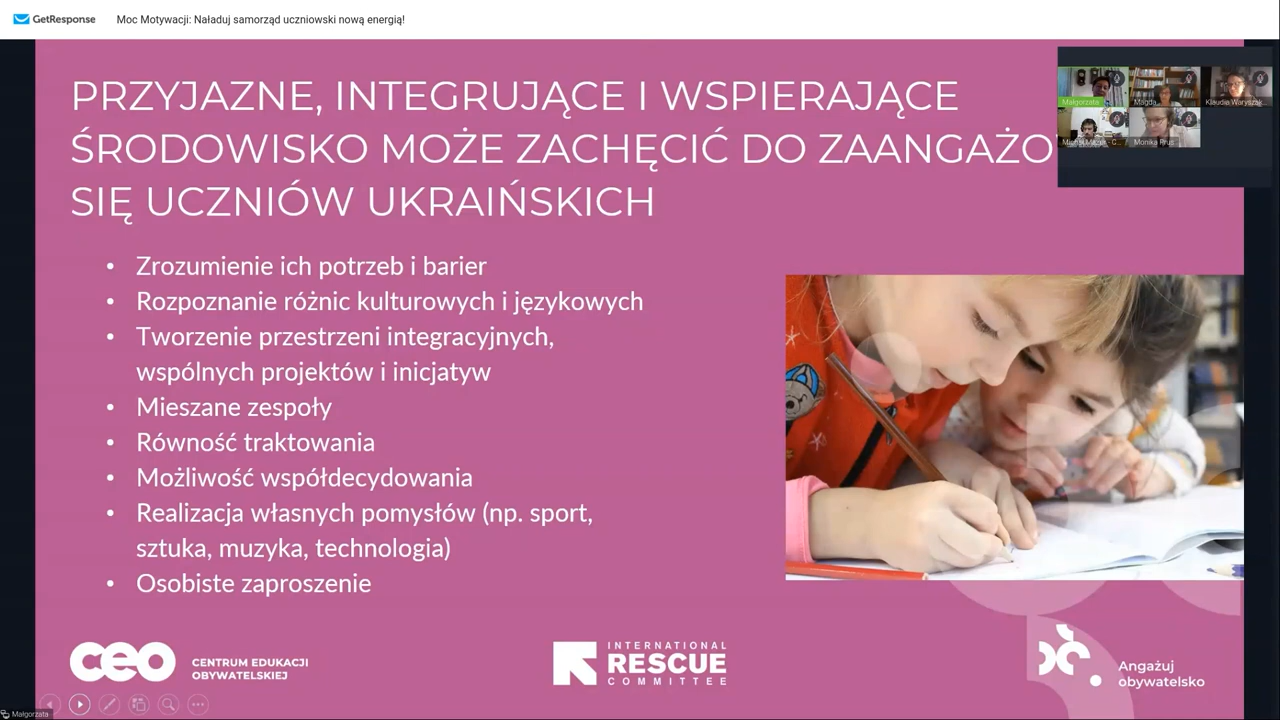 GetResponse Moc Motywacji: Naładuj samorząd uczniowski nową energią!
PRZYJAZNE, INTEGRUJĄCE I WSPIERAJĄCE
ŚRODOWISKO MOŻE ZACHĘCIĆ DO ZAANGAŻO
SIĘ UCZNIÓW UKRAIŃSKICH
Małgorzata Magda
Monika
• Zrozumienie ich potrzeb i barier
• Rozpoznanie różnic kulturowych i językowych
• Tworzenie przestrzeni integracyjnych,
wspólnych projektów i inicjatyw
• Mieszane zespoły
• Równość traktowania
• Możliwość współdecydowania
• Realizacja własnych pomysłów (np. sport,
sztuka, muzyka, technologia)
• Osobiste zaproszenie
ceo CENTRUM EDUKACJI
OBYWATELSKIEJ
INTERNATIONAL
RESCUE
COMMITTEE
Angażuj
obywatelsko
Małgorzata